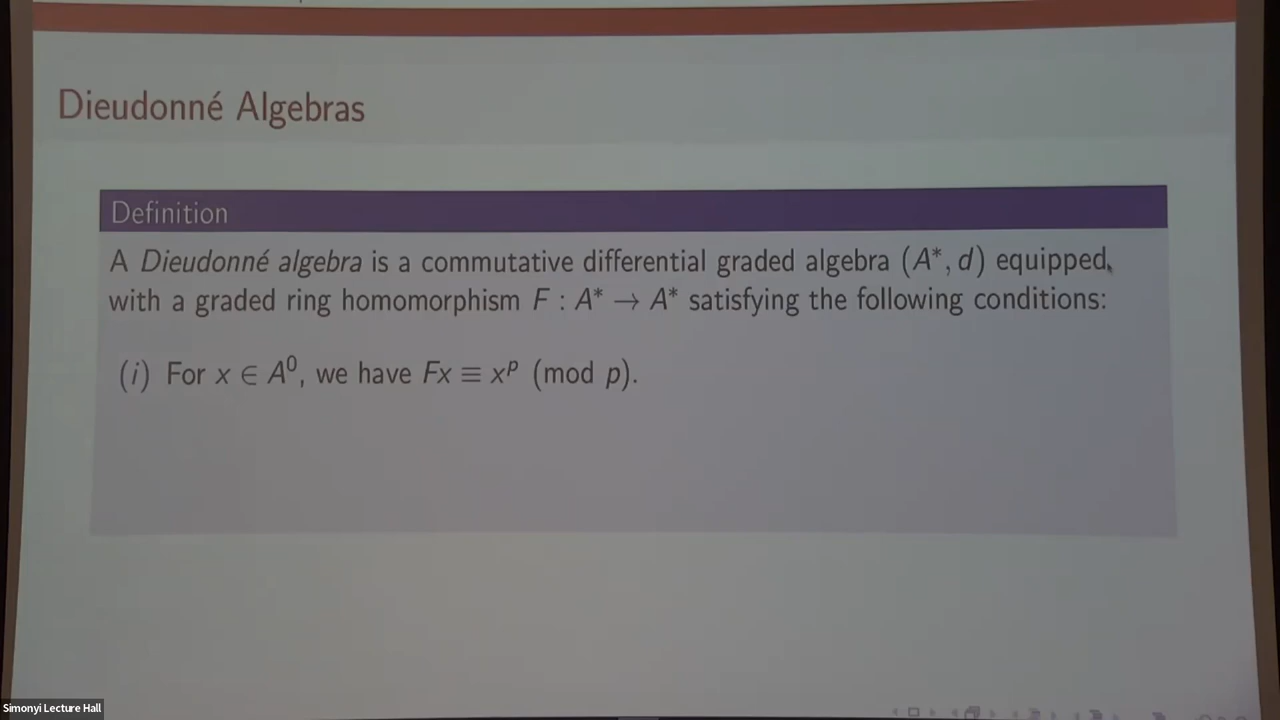 Dieudonné Algebras
Definition
A Dieudonné algebra is a commutative differential graded algebra (A*, d) equipped
with a graded ring homomorphism F : A* → A* satisfying the following conditions:
(i) For x ∈ A⁰, we have Fx ≡ xᵖ (mod p).
Simonyi Lecture Hall